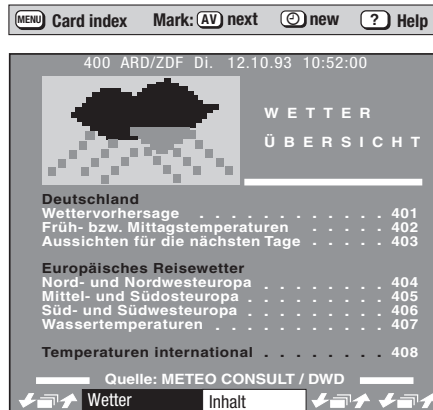 MENU Card index Mark: AV next new ? Help
400 ARD/ZDF Di. 12.10.93 10:52:00
WETTER
ÜBERSICHT
Deutschland
Wettervorhersage . . . . . . . . . . . . 401
Früh- bzw. Mittagstemperaturen . . . . . 402
Aussichten für die nächsten Tage . . . . . 403
Europäisches Reisewetter
Nord- und Nordwesteuropa . . . . . . . . 404
Mittel- und Südosteuropa . . . . . . . . 405
Süd- und Südwesteuropa . . . . . . . . 406
Wassertemperaturen . . . . . . . . . . . 407
Temperaturen international . . . . . . . . 408
Quelle: METEO CONSULT / DWD
Wetter Inhalt